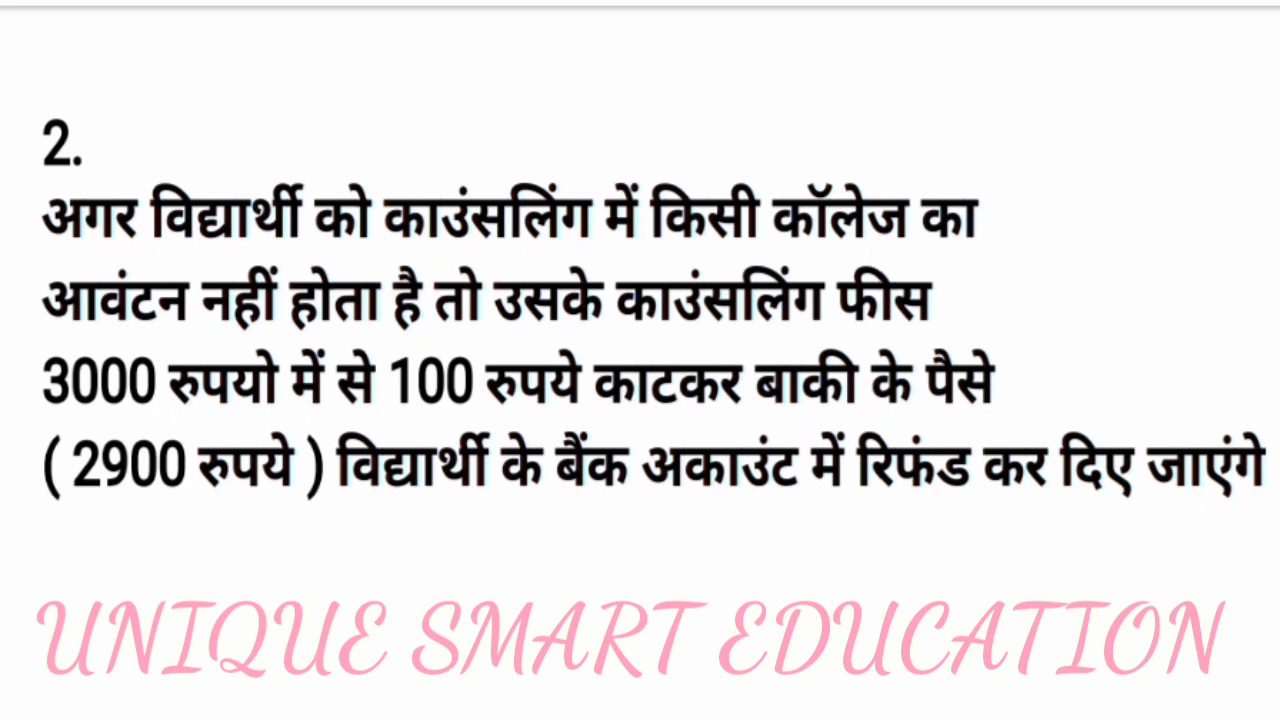 2.
अगर विद्यार्थी को काउंसलिंग में किसी कॉलेज का
आवंटन नहीं होता है तो उसके काउंसलिंग फीस
3000 रुपयो में से 100 रुपये काटकर बाकी के पैसे
( 2900 रुपये ) विद्यार्थी के बैंक अकाउंट में रिफंड कर दिए जाएंगे
UNIQUE SMART EDUCATION